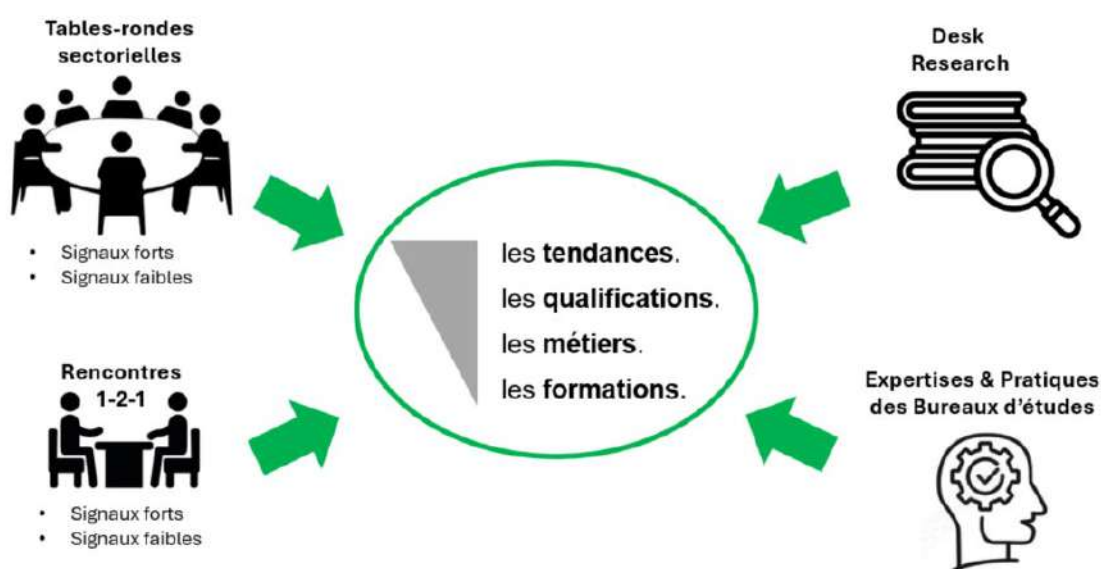 Tables-rondes
sectorielles
• Signaux forts
• Signaux faibles
Rencontres
1-2-1
• Signaux forts
• Signaux faibles
les tendances.
les qualifications.
les métiers.
les formations.
Desk
Research
Expertises & Pratiques
des Bureaux d'études